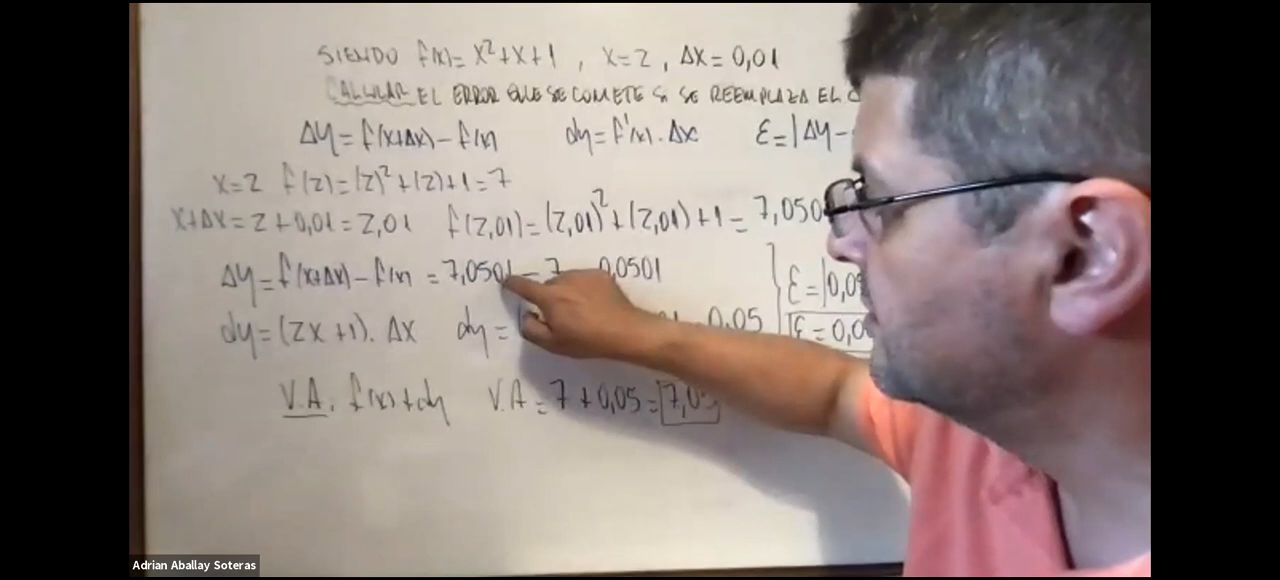 SIENDO f(x)= x²+x+1 , x=2 , Δx= 0,01
CALULAR EL ERROR QUE SE COMETE SI SE REEMPLAZA EL
Δy= f(x+Δx)- f(x) dy= f'(x). Δx ε=|Δy-
x=2 f(2)=(2)²+(2)+1=7
x+Δx = 2+0,01= 2,01 f(2,01)=(2,01)²+(2,01)+1= 7,050
Δy= f(x+Δx)- f(x) = 7,0501 - 7 0,0501
dy=(2x+1). Δx dy= 0,05
ε=|0,0
ε=0,0
V.A. f(x)+dy V.A= 7+0,05= 7,05
Adrian Aballay Soteras